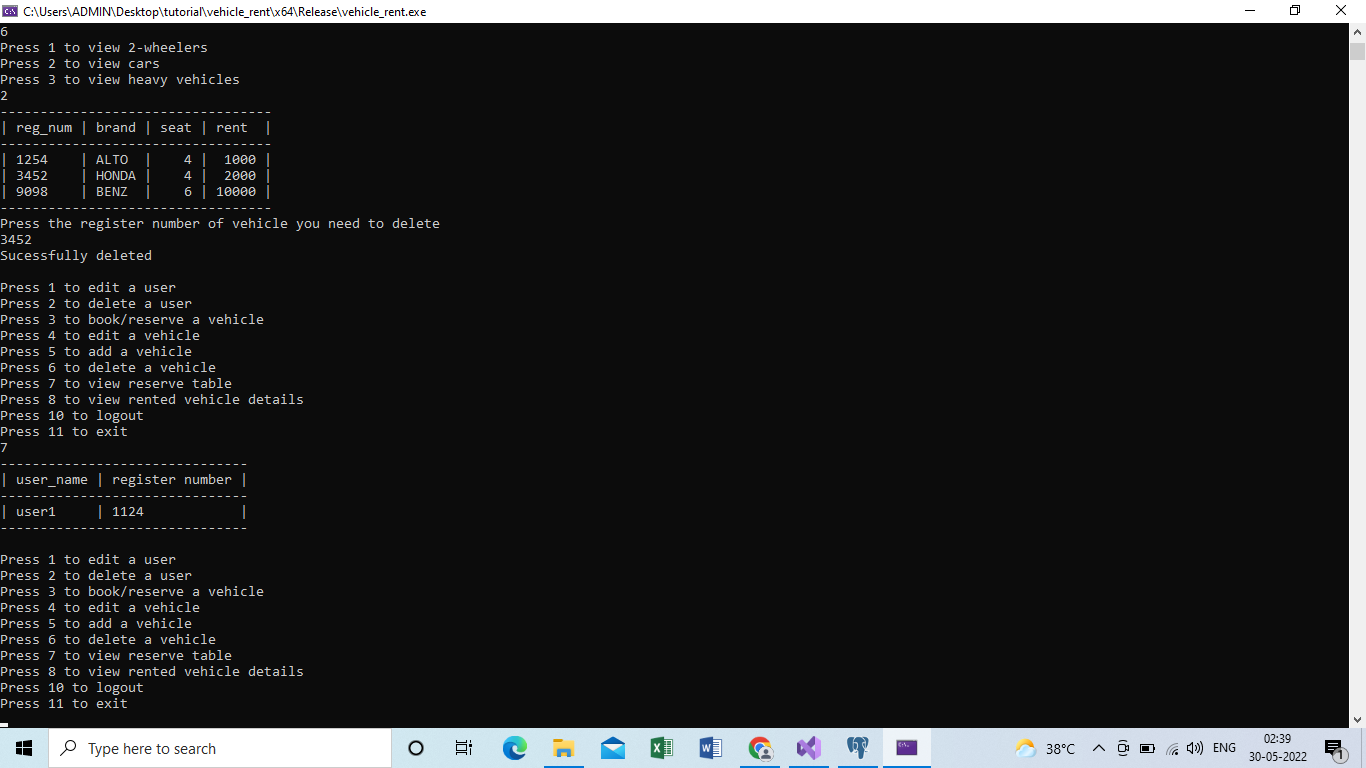 C:\Users\ADMIN\Desktop\tutorial\vehicle_rent\x64\Release\vehicle_rent.exe
6
Press 1 to view 2-wheelers
Press 2 to view cars
Press 3 to view heavy vehicles
2
----------------------------------
| reg_num | brand | seat | rent  |
----------------------------------
| 1254    | ALTO  |    4 |  1000 |
| 3452    | HONDA |    4 |  2000 |
| 9098    | BENZ  |    6 | 10000 |
----------------------------------
Press the register number of vehicle you need to delete
3452
Sucessfully deleted

Press 1 to edit a user
Press 2 to delete a user
Press 3 to book/reserve a vehicle
Press 4 to edit a vehicle
Press 5 to add a vehicle
Press 6 to delete a vehicle
Press 7 to view reserve table
Press 8 to view rented vehicle details
Press 10 to logout
Press 11 to exit
7
-------------------------------
| user_name | register number |
-------------------------------
| user1     | 1124            |
-------------------------------

Press 1 to edit a user
Press 2 to delete a user
Press 3 to book/reserve a vehicle
Press 4 to edit a vehicle
Press 5 to add a vehicle
Press 6 to delete a vehicle
Press 7 to view reserve table
Press 8 to view rented vehicle details
Press 10 to logout
Press 11 to exit
Type here to search
38°C
ENG
02:39
30-05-2022
1